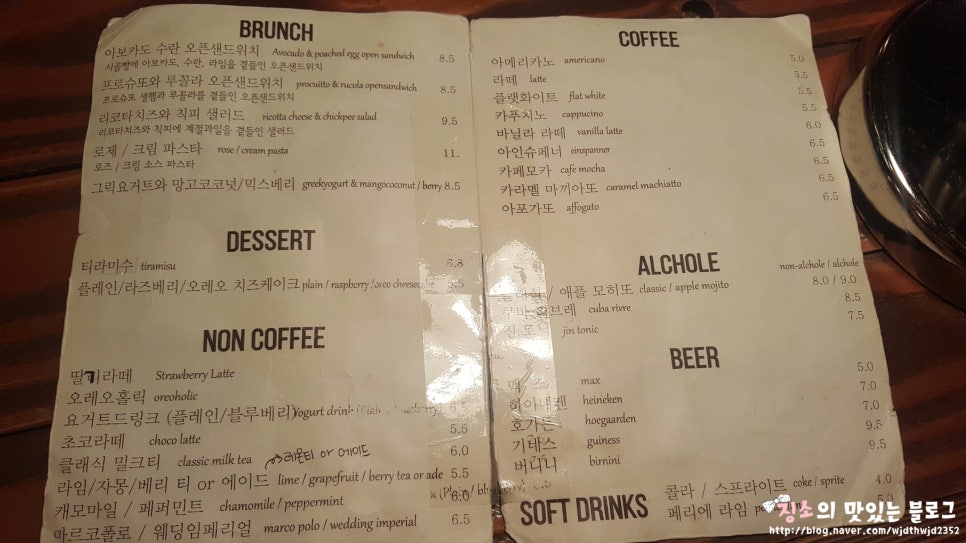 BRUNCH
아보카도 수란 오픈샌드위치 Avocado & poached egg open sandwich 8.5
시골빵에 아보카도, 수란, 라임을 곁들인 오픈샌드위치
프로슈또와 루꼴라 오픈샌드위치 procuitto & rucola opensandwich 8.5
프로슈또 생햄과 루꼴라를 곁들인 오픈샌드위치
리코타치즈와 칙피 샐러드 ricotta cheese & chickpee salad 9.5
리코타치즈와 칙피에 계절과일을 곁들인 샐러드
로제 / 크림 파스타 rose / cream pasta 11.
로즈 / 크림 소스 파스타
그릭요거트와 망고코코넛/믹스베리 greekyogurt & mangococonut / berry 8.5
DESSERT
티라미수 tiramisu 6.8
플레인/라즈베리/오레오 치즈케이크 plain / raspberry / oreo cheesecake
NON COFFEE
딸기라떼 Strawberry Latte
오레오홀릭 oreoholic
요거트드링크 (플레인/블루베리) Yogurt drink
초코라떼 choco latte 5.5
클래식 밀크티 classic milk tea 6.0
레몬티 or 에이드
라임/자몽/베리 티 or 에이드 lime / grapefruit / berry tea or ade 5.5
캐모마일 / 페퍼민트 chamomile / peppermint 6.0
마르코폴로 / 웨딩임페리얼 marco polo / wedding imperial 6.5
COFFEE
아메리카노 americano 5.0
라떼 latte 5.5
플랫화이트 flat white 5.5
카푸치노 cappucino 5.5
바닐라 라떼 vanilla latte 6.0
아인슈페너 einspanner 6.5
카페모카 cafe mocha 6.5
카라멜 마끼아또 caramel machiatto 6.5
아포가또 affogato 6.5
ALCHOLE
non-alchole / alchole
/ 애플 모히또 classic / apple mojito 8.0 / 9.0
cuba rivre 8.5
진토닉 jin tonic 7.5
BEER
max 5.0
하이네켄 heineken 7.0
호가든 hoegaarden 7.0
기네스 guiness 9.5
버니니 birnini 9.5
SOFT DRINKS
콜라 / 스프라이트 coke / sprite 4.0
페리에 라임
징소의 맛있는 블로그
http://blog.naver.com/wjdthwjd2352